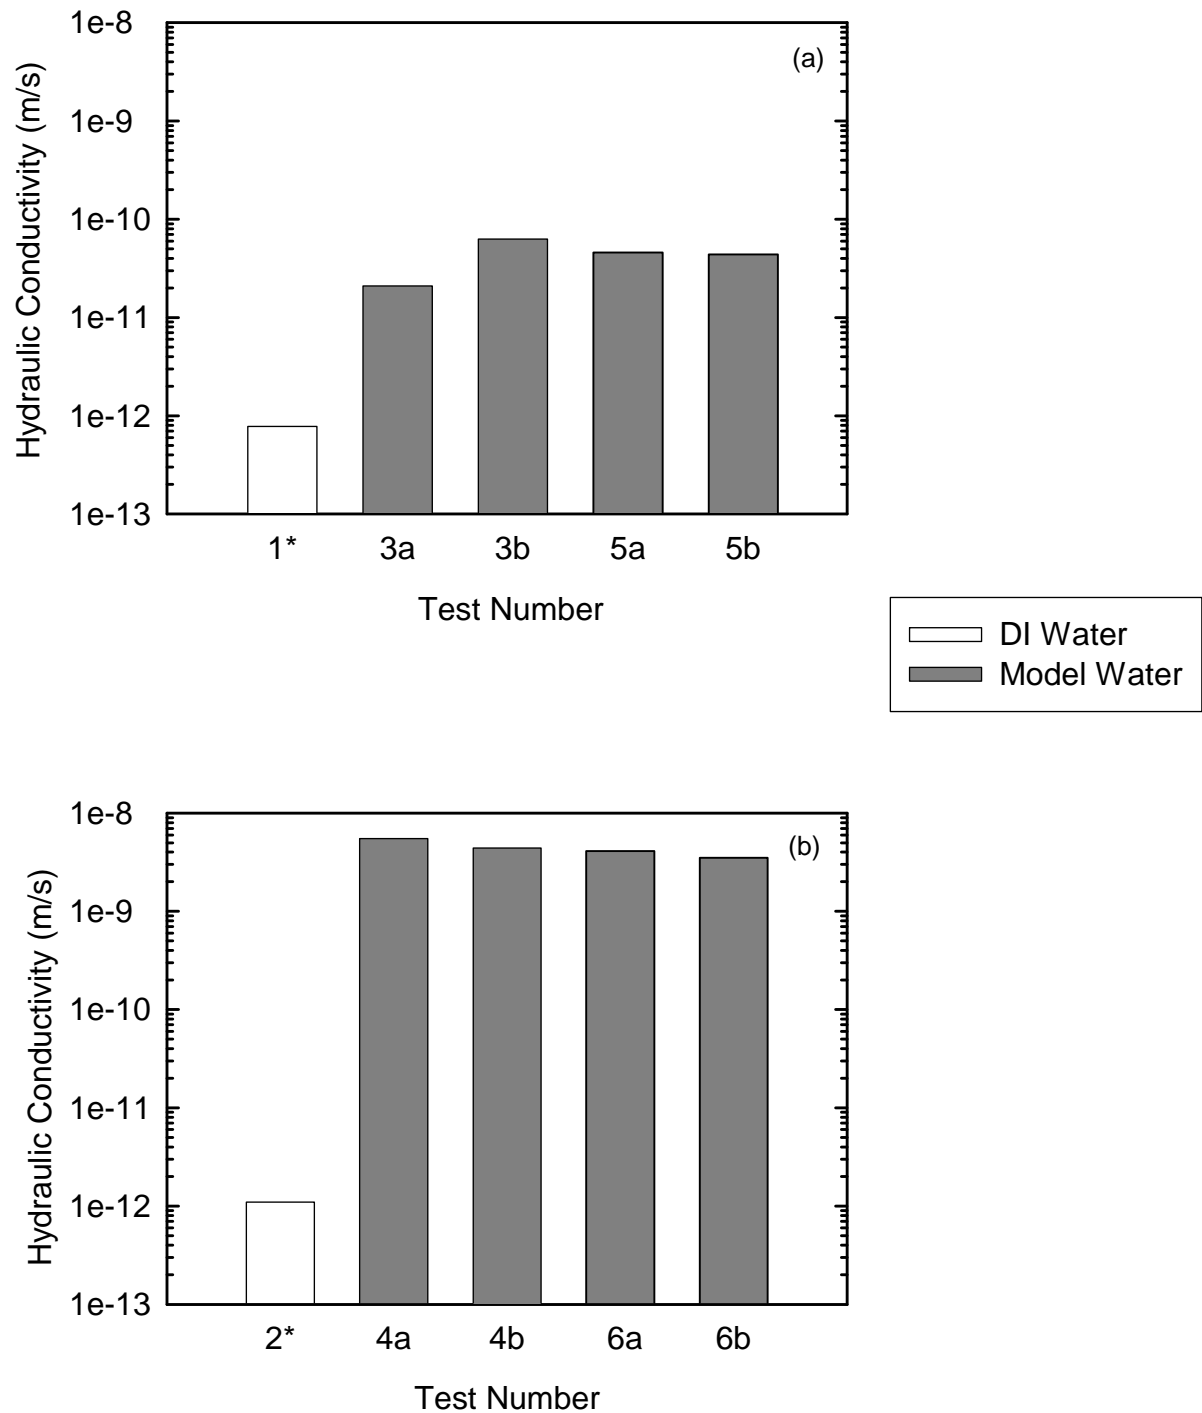 1e-8
(a)
1e-9
1e-10
1e-11
1e-12
1e-13
Hydraulic Conductivity (m/s)
1* 3a 3b 5a 5b
Test Number
DI Water
Model Water
1e-8
(b)
1e-9
1e-10
1e-11
1e-12
1e-13
Hydraulic Conductivity (m/s)
2* 4a 4b 6a 6b
Test Number